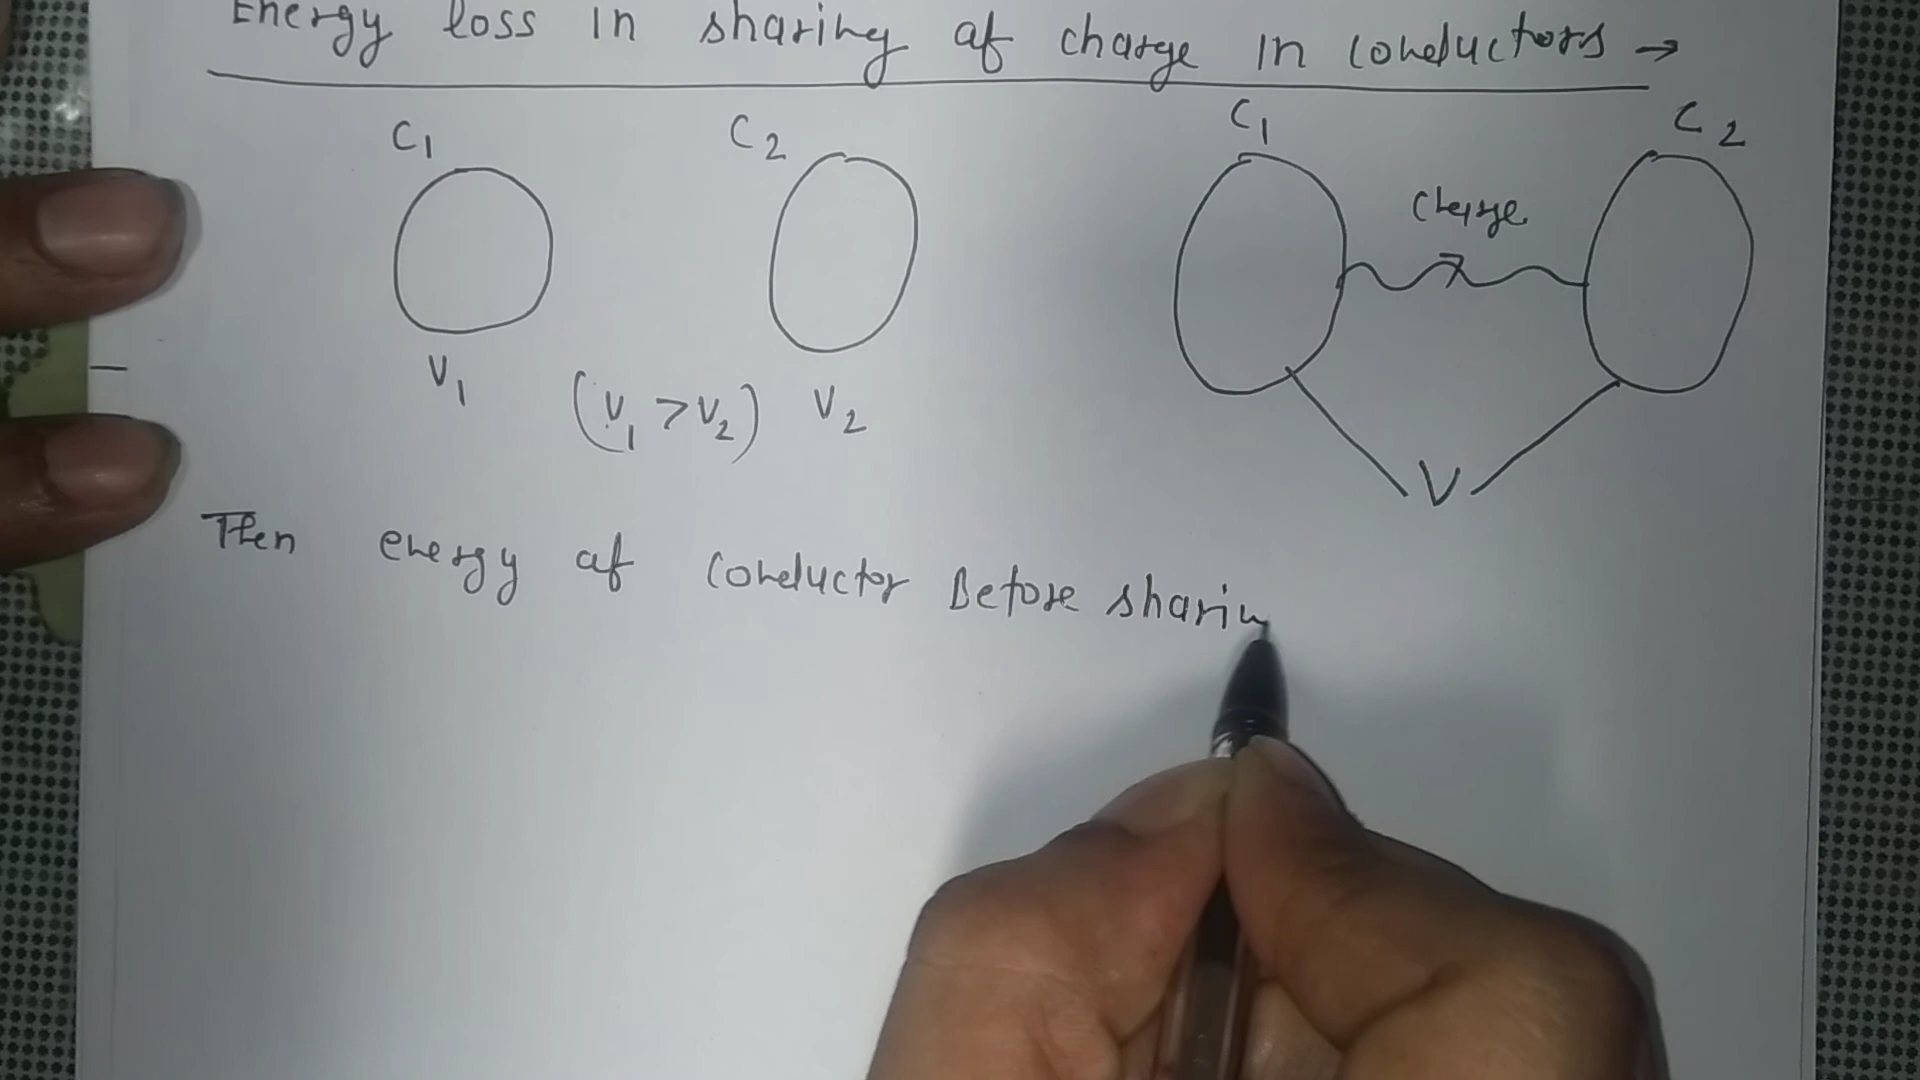 Energy loss in sharing of charge in conductors →
C1 C2 C1 C2
charge
V1 (V1 > V2) V2
V
Then energy of conductor Before sharin